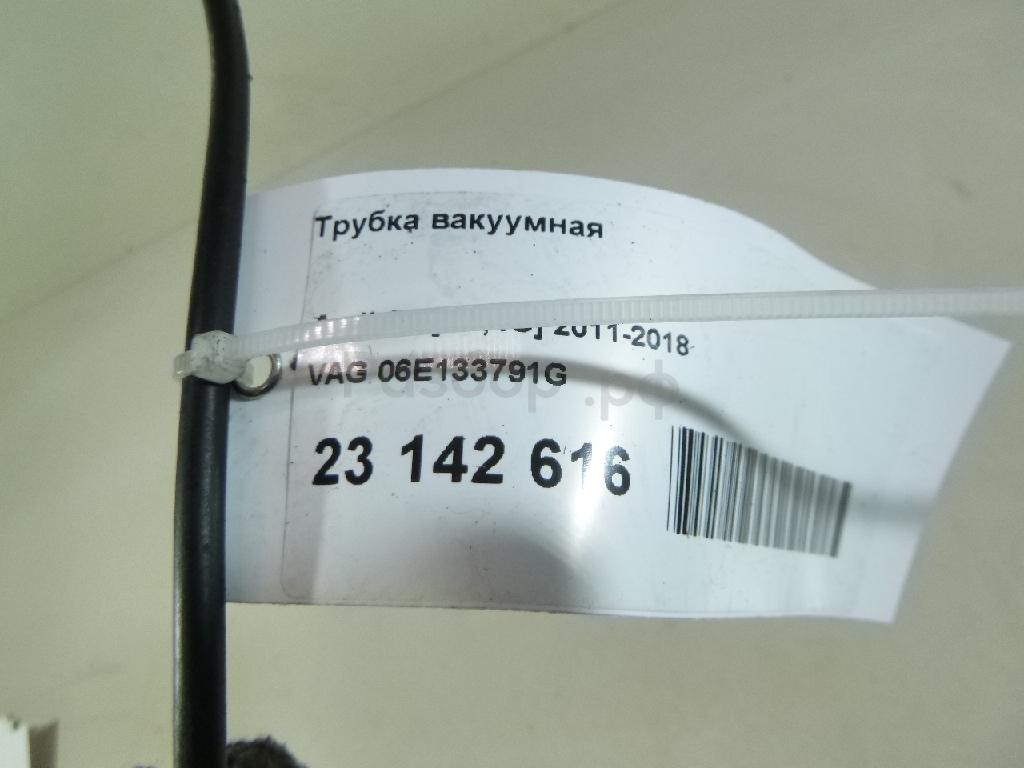 Трубка вакуумная
2011-2018
VAG 06E133791G
23 142 616